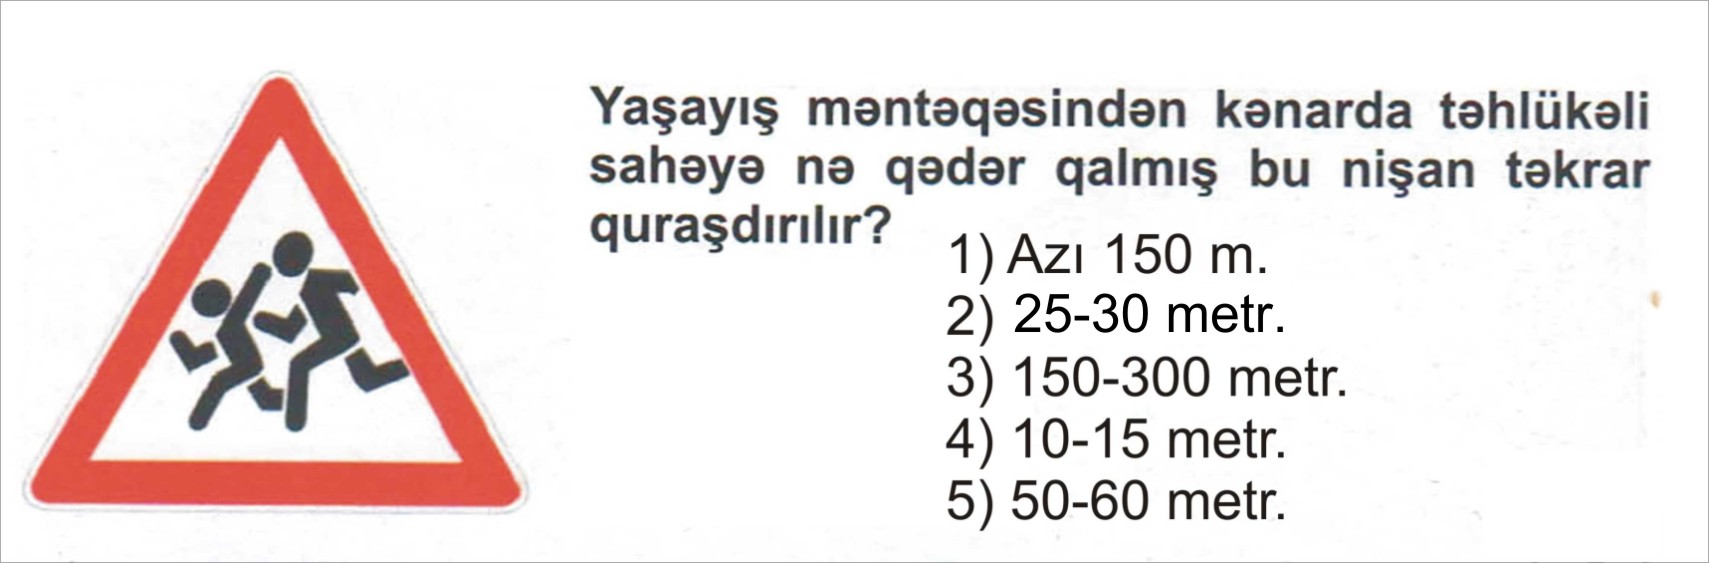 Yaşayış məntəqəsindən kənarda təhlükəli
sahəyə nə qədər qalmış bu nişan təkrar
quraşdırılır?
1) Azı 150 m.
2) 25-30 metr.
3) 150-300 metr.
4) 10-15 metr.
5) 50-60 metr.